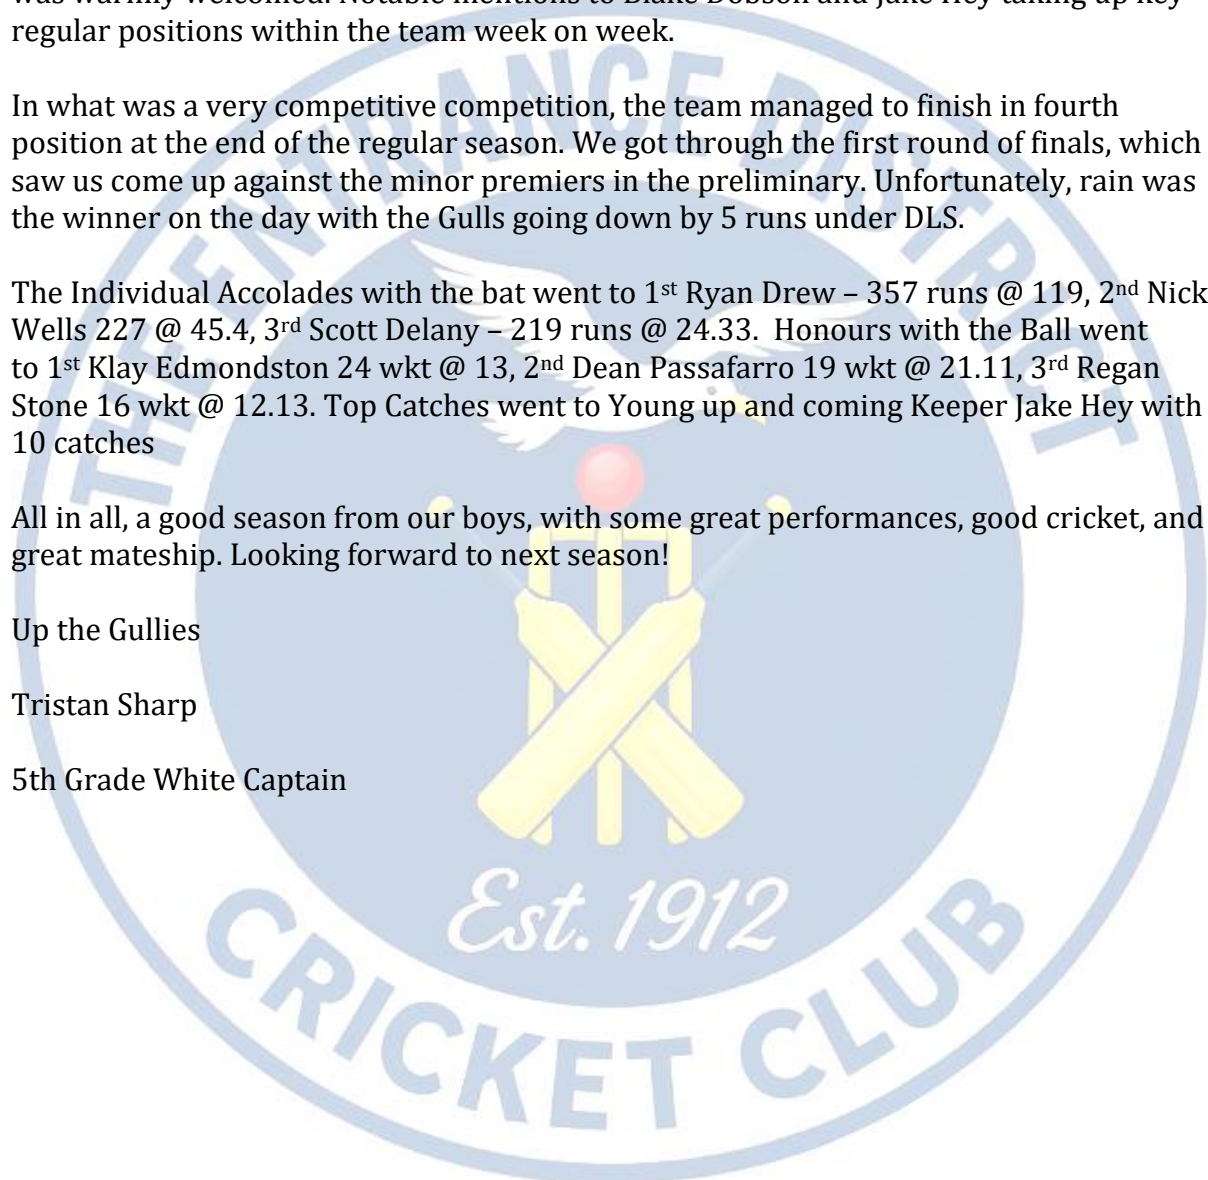 was warmly welcomed. Notable mentions to Blake Dobson and Jake Hey taking up key
regular positions within the team week on week.
In what was a very competitive competition, the team managed to finish in fourth
position at the end of the regular season. We got through the first round of finals, which
saw us come up against the minor premiers in the preliminary. Unfortunately, rain was
the winner on the day with the Gulls going down by 5 runs under DLS.
The Individual Accolades with the bat went to 1st Ryan Drew – 357 runs @ 119, 2nd Nick
Wells 227 @ 45.4, 3rd Scott Delany – 219 runs @ 24.33.  Honours with the Ball went
to 1st Klay Edmondston 24 wkt @ 13, 2nd Dean Passafarro 19 wkt @ 21.11, 3rd Regan
Stone 16 wkt @ 12.13. Top Catches went to Young up and coming Keeper Jake Hey with
10 catches
All in all, a good season from our boys, with some great performances, good cricket, and
great mateship. Looking forward to next season!
Up the Gullies
Tristan Sharp
5th Grade White Captain
THE ENTRANCE DISTRICT
Est. 1912
CRICKET CLUB